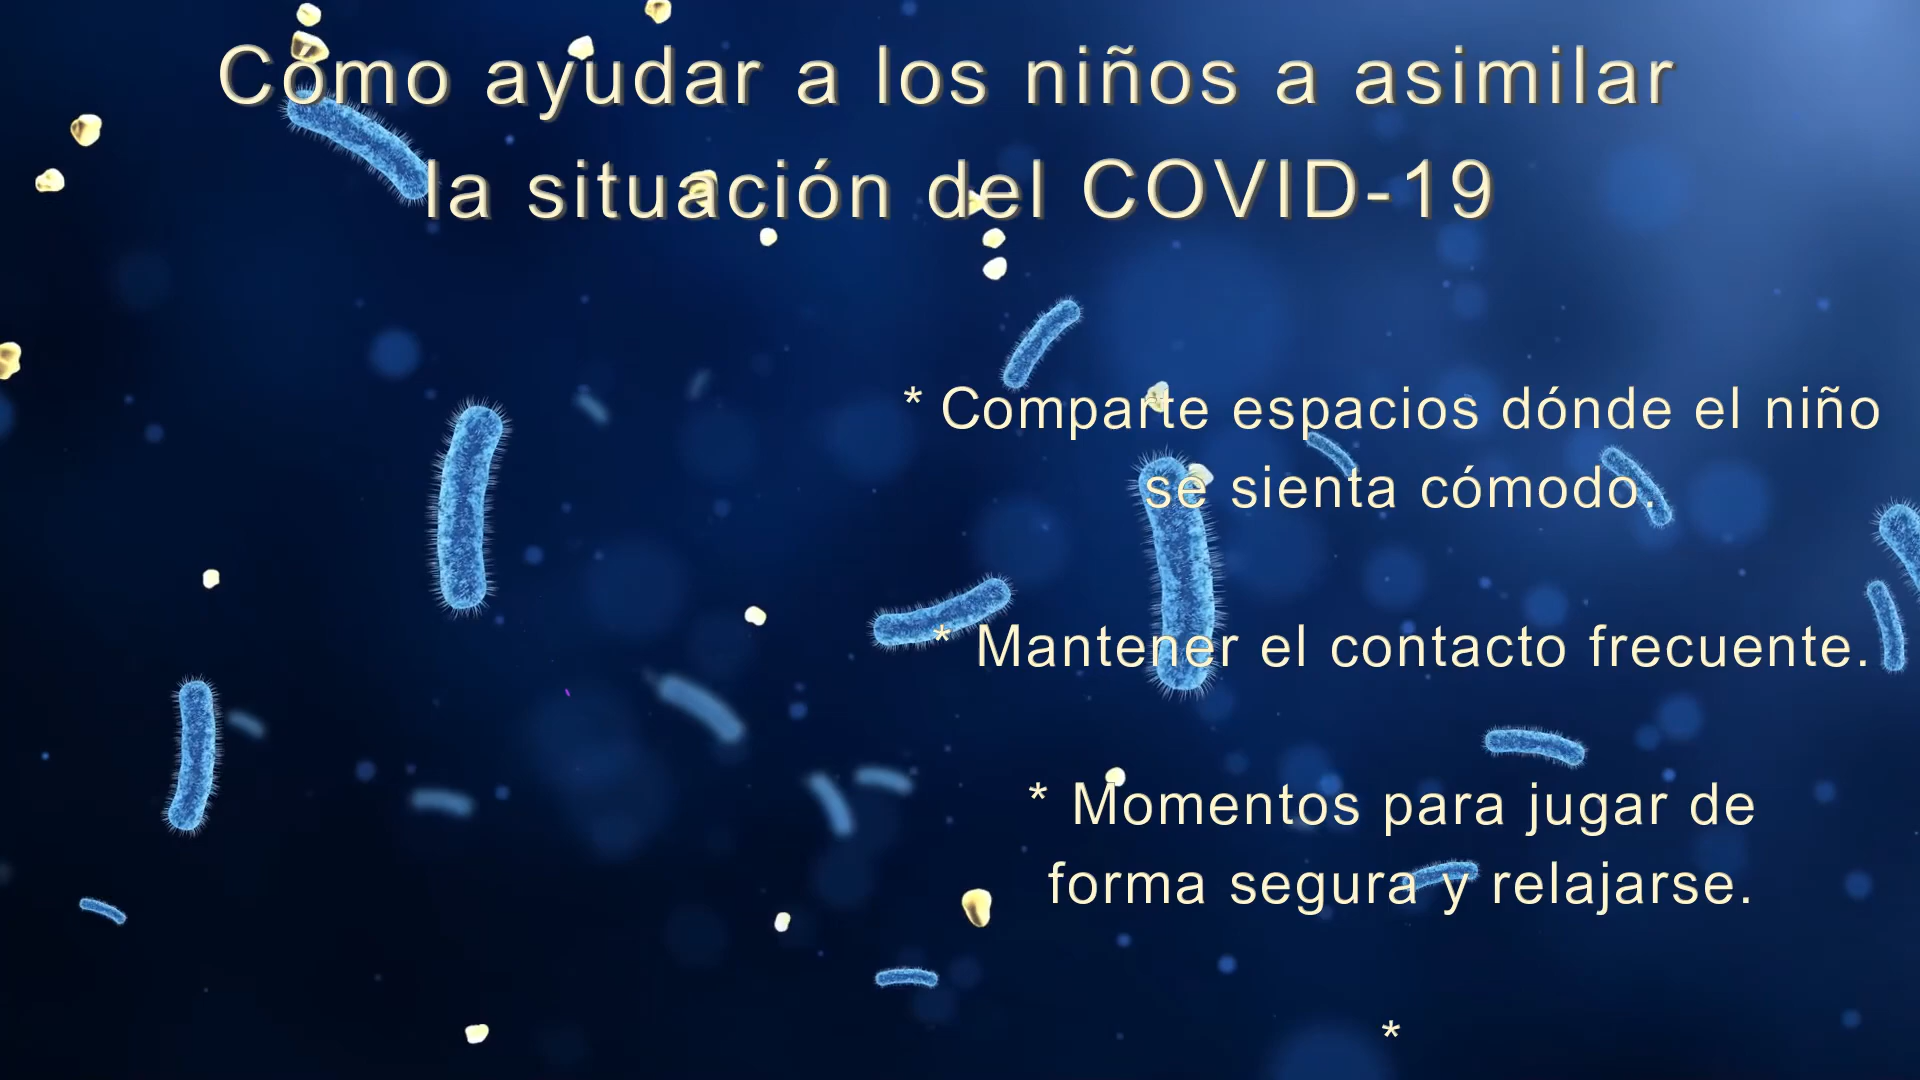 Cómo ayudar a los niños a asimilar
la situación del COVID-19
* Comparte espacios dónde el niño
se sienta cómodo.
* Mantener el contacto frecuente.
* Momentos para jugar de
forma segura y relajarse.
*